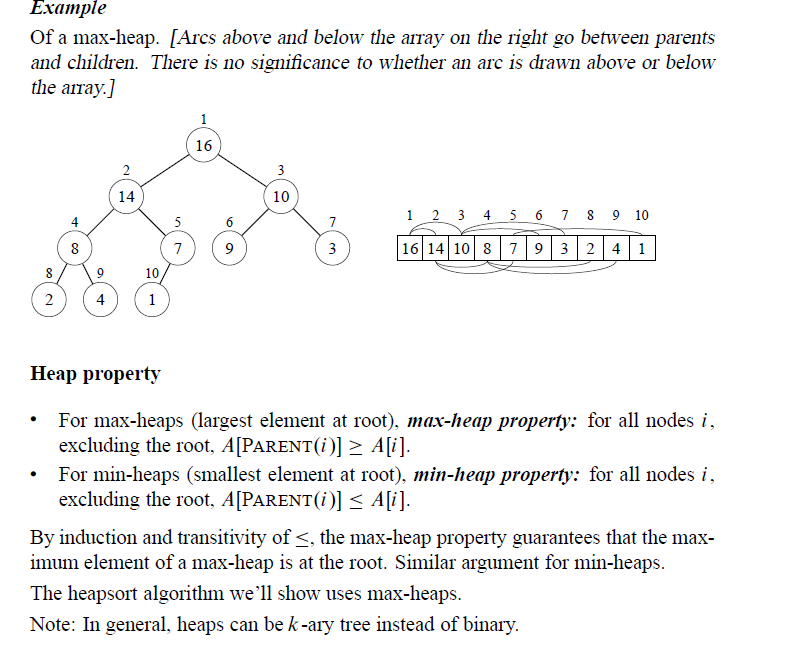 Example
Of a max-heap. [Arcs above and below the array on the right go between parents
and children. There is no significance to whether an arc is drawn above or below
the array.]
1
16
2 3
14 10
4 5 6 7
8 7 9 3
8 9 10
2 4 1
1 2 3 4 5 6 7 8 9 10
16 14 10 8 7 9 3 2 4 1
Heap property
• For max-heaps (largest element at root), max-heap property: for all nodes i,
excluding the root, A[PARENT(i)] ≥ A[i].
• For min-heaps (smallest element at root), min-heap property: for all nodes i,
excluding the root, A[PARENT(i)] ≤ A[i].
By induction and transitivity of ≤, the max-heap property guarantees that the max-
imum element of a max-heap is at the root. Similar argument for min-heaps.
The heapsort algorithm we’ll show uses max-heaps.
Note: In general, heaps can be k-ary tree instead of binary.